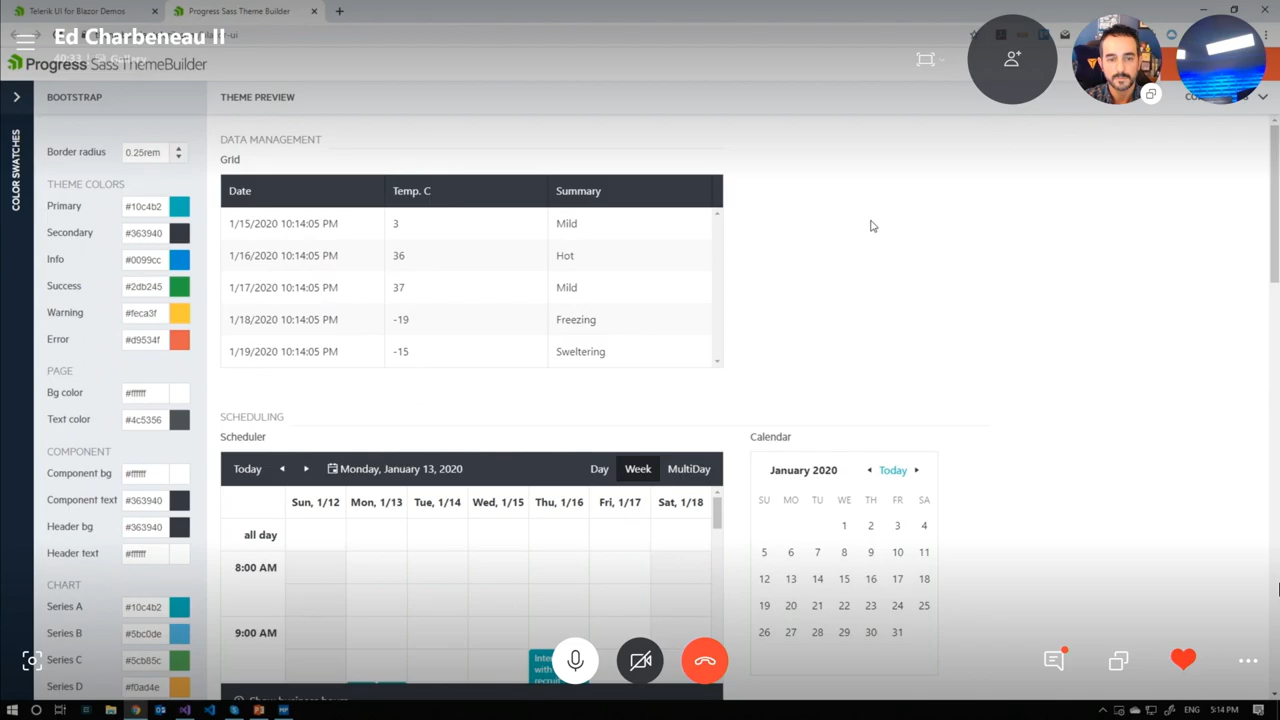 Telerik UI for Blazor Demos
Progress Sass Theme Builder
Ed Charbeneau II
Progress Sass ThemeBuilder
BOOTSTRAP
THEME PREVIEW
COLOR SWATCHES
Border radius 0.25rem
THEME COLORS
Primary #10c4b2
Secondary #363940
Info #0099cc
Success #2db245
Warning #feca3f
Error #d9534f
PAGE
Bg color #ffffff
Text color #4c5356
COMPONENT
Component bg #ffffff
Component text #363940
Header bg #363940
Header text #ffffff
CHART
Series A #10c4b2
Series B #5bc0de
Series C #5cb85c
Series D #f0ad4e
DATA MANAGEMENT
Grid
Date Temp. C Summary
1/15/2020 10:14:05 PM 3 Mild
1/16/2020 10:14:05 PM 36 Hot
1/17/2020 10:14:05 PM 37 Mild
1/18/2020 10:14:05 PM -19 Freezing
1/19/2020 10:14:05 PM -15 Sweltering
SCHEDULING
Scheduler
Today Monday, January 13, 2020 Day Week MultiDay
Sun, 1/12 Mon, 1/13 Tue, 1/14 Wed, 1/15 Thu, 1/16 Fri, 1/17 Sat, 1/18
all day
8:00 AM
9:00 AM
with
recruit
Show business hours
Calendar
January 2020 Today
SU MO TU WE TH FR SA
1 2 3 4
5 6 7 8 9 10 11
12 13 14 15 16 17 18
19 20 21 22 23 24 25
26 27 28 29 30 31
ENG 5:14 PM